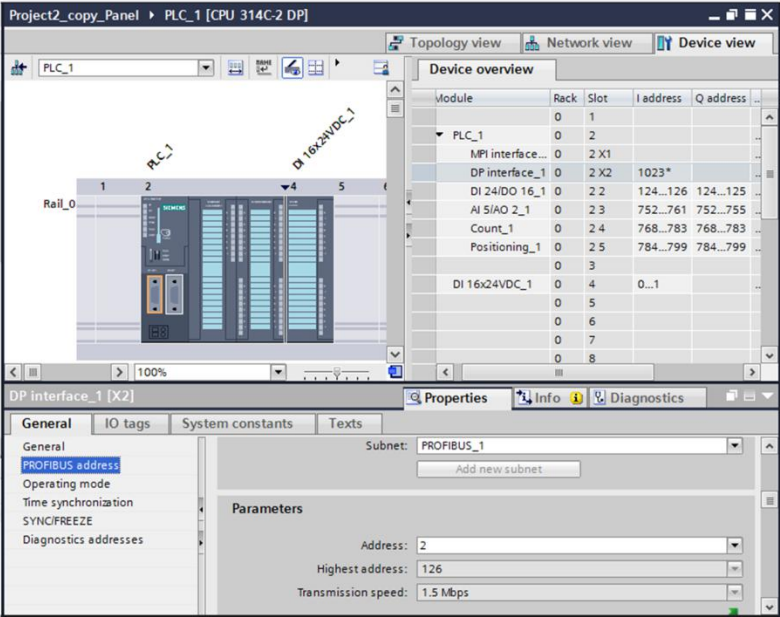 Project2_copy_Panel ▸ PLC_1 [CPU 314C-2 DP]
Topology view Network view Device view
PLC_1
Device overview
Module Rack Slot I address Q address ...
0 1
PLC_1 0 2
MPI interface... 0 2 X1
DP interface_1 0 2 X2 1023*
DI 24/DO 16_1 0 2 2 124...126 124...125
AI 5/AO 2_1 0 2 3 752...761 752...755
Count_1 0 2 4 768...783 768...783
Positioning_1 0 2 5 784...799 784...799
0 3
DI 16x24VDC_1 0 4 0...1
0 5
0 6
0 7
0 8
PLC_1 DI 16x24VDC_1
1 2 4 5 6
Rail_0
SIEMENS
100%
DP interface_1 [X2]
Properties Info Diagnostics
General IO tags System constants Texts
General
PROFIBUS address
Operating mode
Time synchronization
SYNC/FREEZE
Diagnostics addresses
Subnet: PROFIBUS_1
Add new subnet
Parameters
Address: 2
Highest address: 126
Transmission speed: 1.5 Mbps